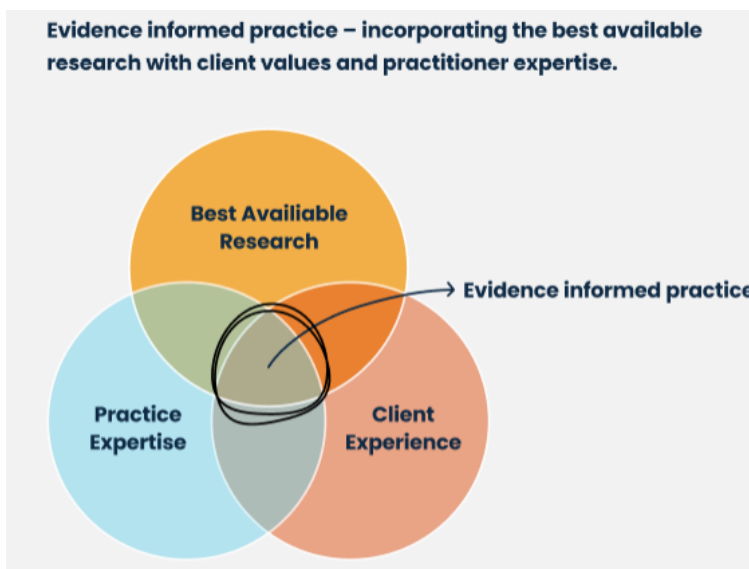 Evidence informed practice – incorporating the best available
research with client values and practitioner expertise.
Best Availiable
Research
Evidence informed practice
Practice
Expertise
Client
Experience